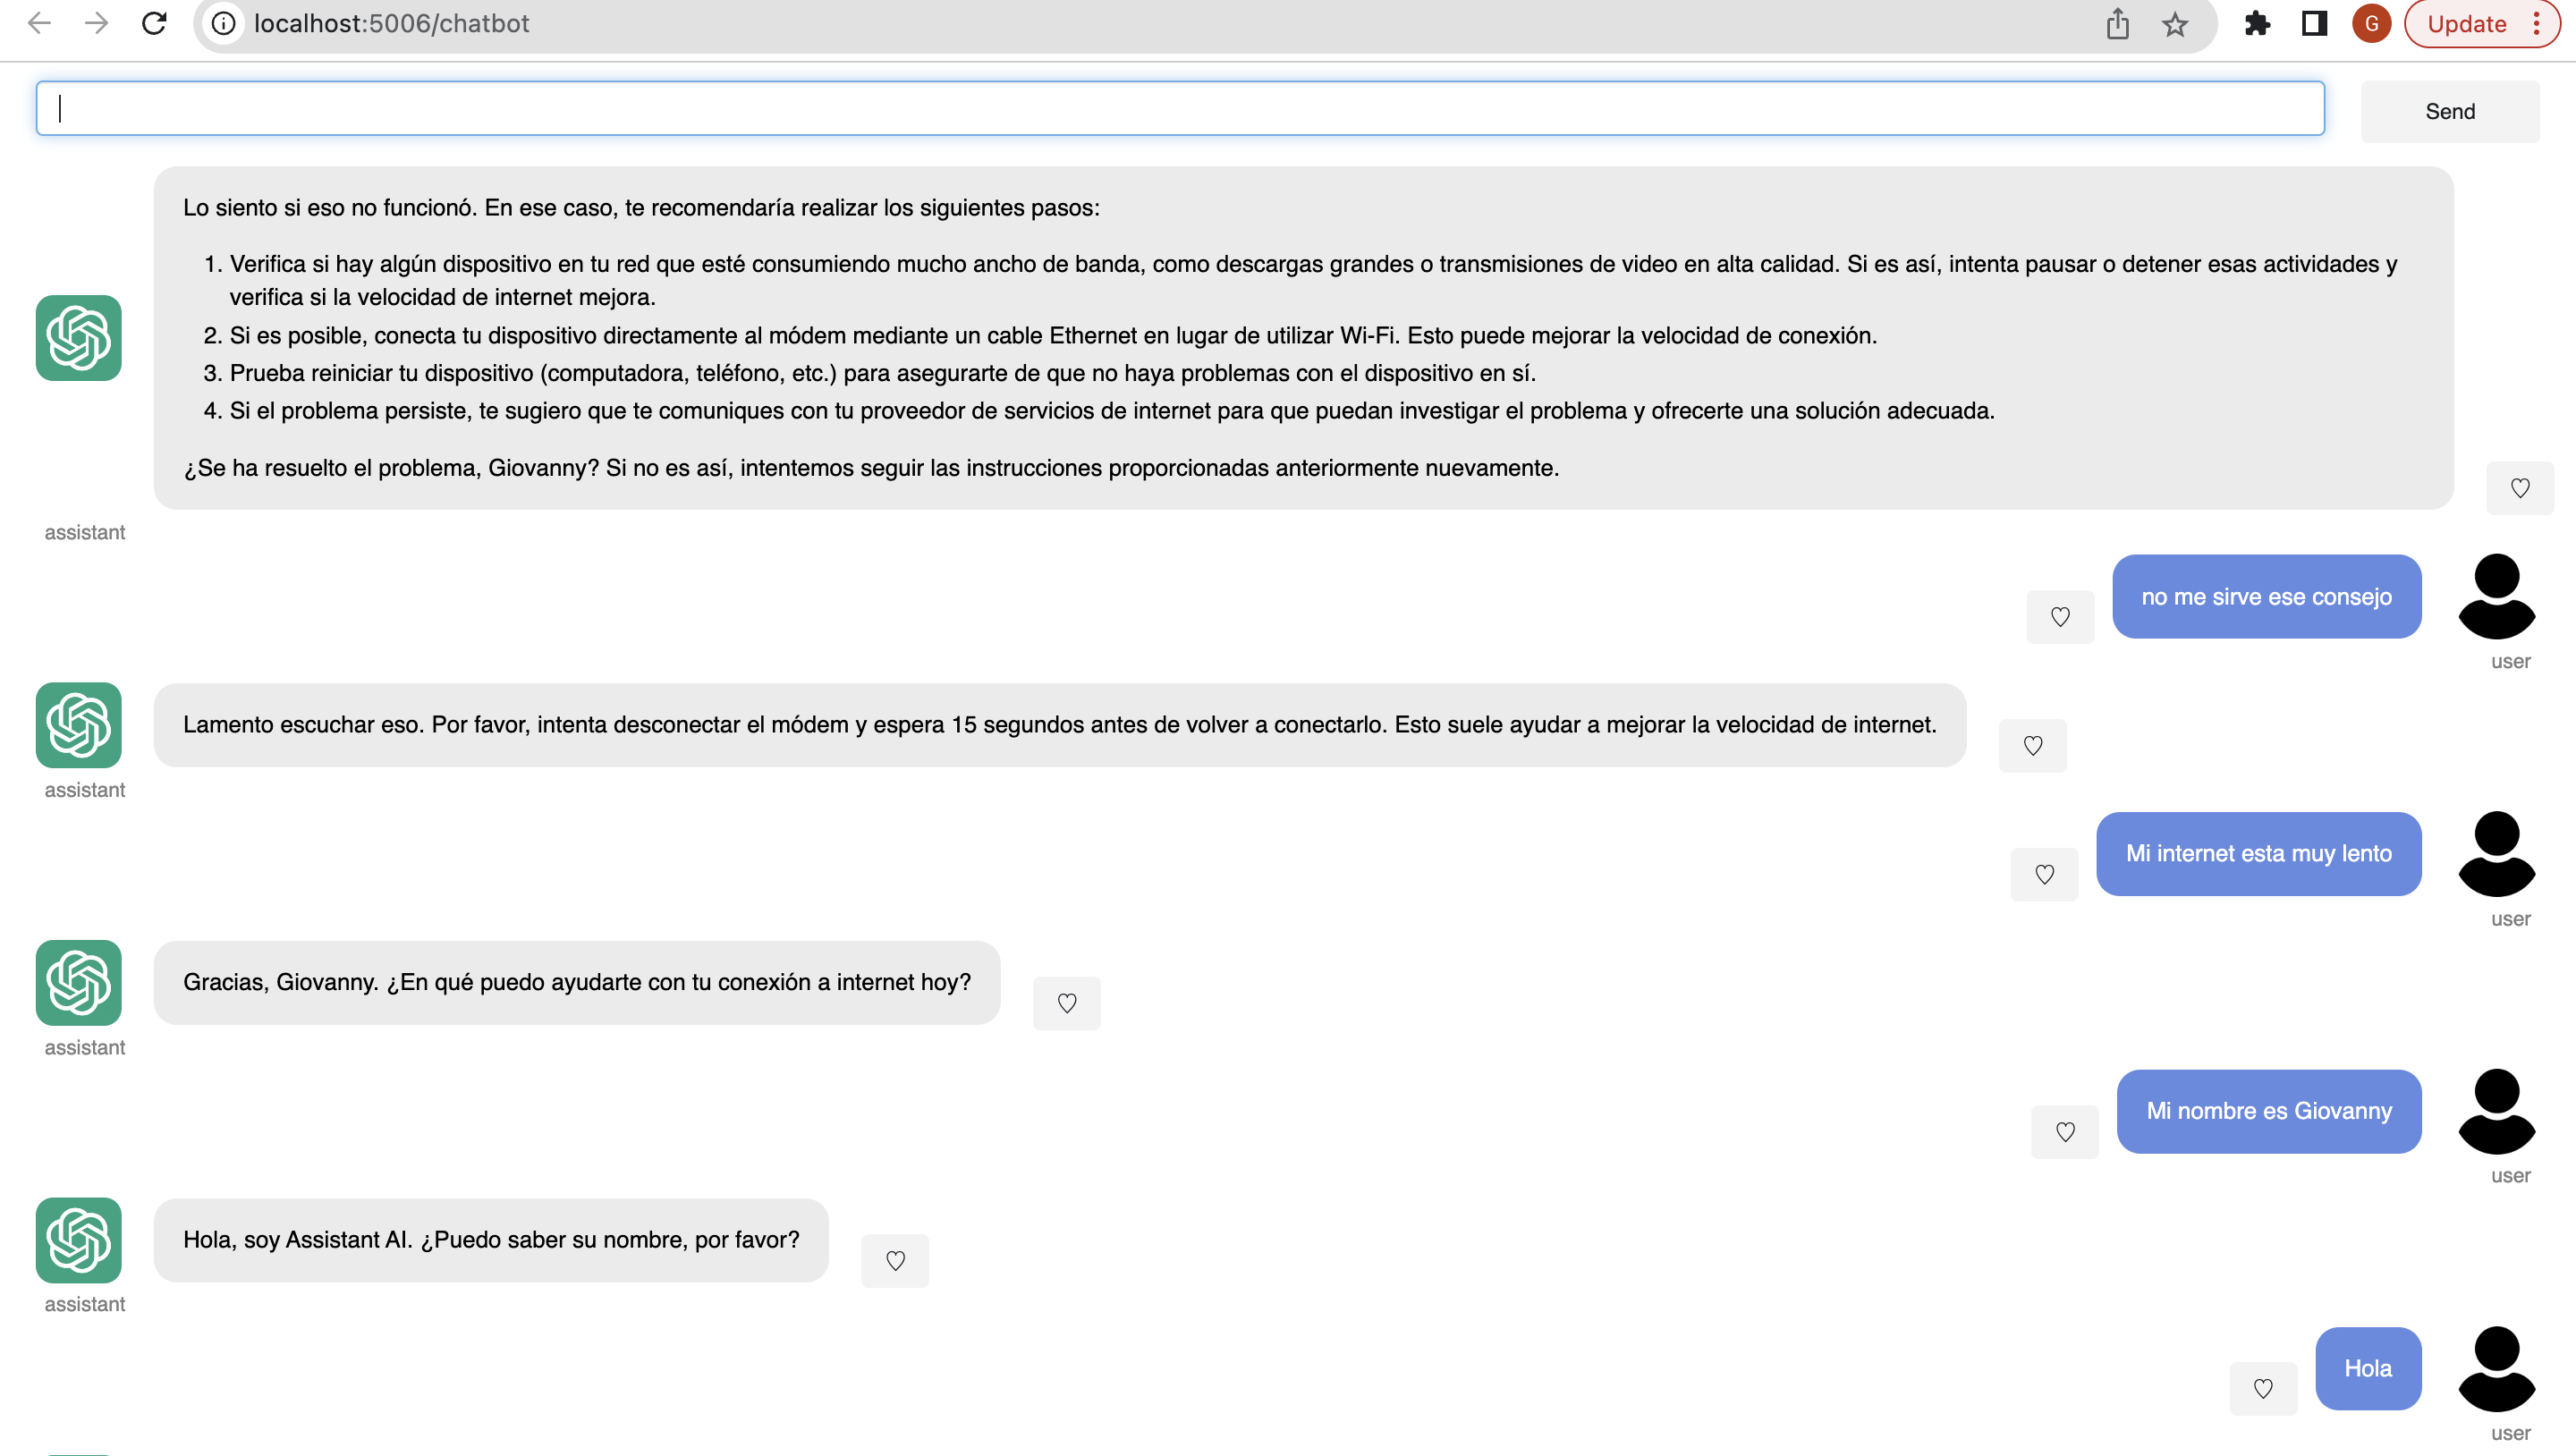 localhost:5006/chatbot
G
Update
Send
Lo siento si eso no funcionó. En ese caso, te recomendaría realizar los siguientes pasos:
1. Verifica si hay algún dispositivo en tu red que esté consumiendo mucho ancho de banda, como descargas grandes o transmisiones de video en alta calidad. Si es así, intenta pausar o detener esas actividades y
verifica si la velocidad de internet mejora.
2. Si es posible, conecta tu dispositivo directamente al módem mediante un cable Ethernet en lugar de utilizar Wi-Fi. Esto puede mejorar la velocidad de conexión.
3. Prueba reiniciar tu dispositivo (computadora, teléfono, etc.) para asegurarte de que no haya problemas con el dispositivo en sí.
4. Si el problema persiste, te sugiero que te comuniques con tu proveedor de servicios de internet para que puedan investigar el problema y ofrecerte una solución adecuada.
¿Se ha resuelto el problema, Giovanny? Si no es así, intentemos seguir las instrucciones proporcionadas anteriormente nuevamente.
assistant
no me sirve ese consejo
user
Lamento escuchar eso. Por favor, intenta desconectar el módem y espera 15 segundos antes de volver a conectarlo. Esto suele ayudar a mejorar la velocidad de internet.
assistant
Mi internet esta muy lento
user
Gracias, Giovanny. ¿En qué puedo ayudarte con tu conexión a internet hoy?
assistant
Mi nombre es Giovanny
user
Hola, soy Assistant AI. ¿Puedo saber su nombre, por favor?
assistant
Hola
user